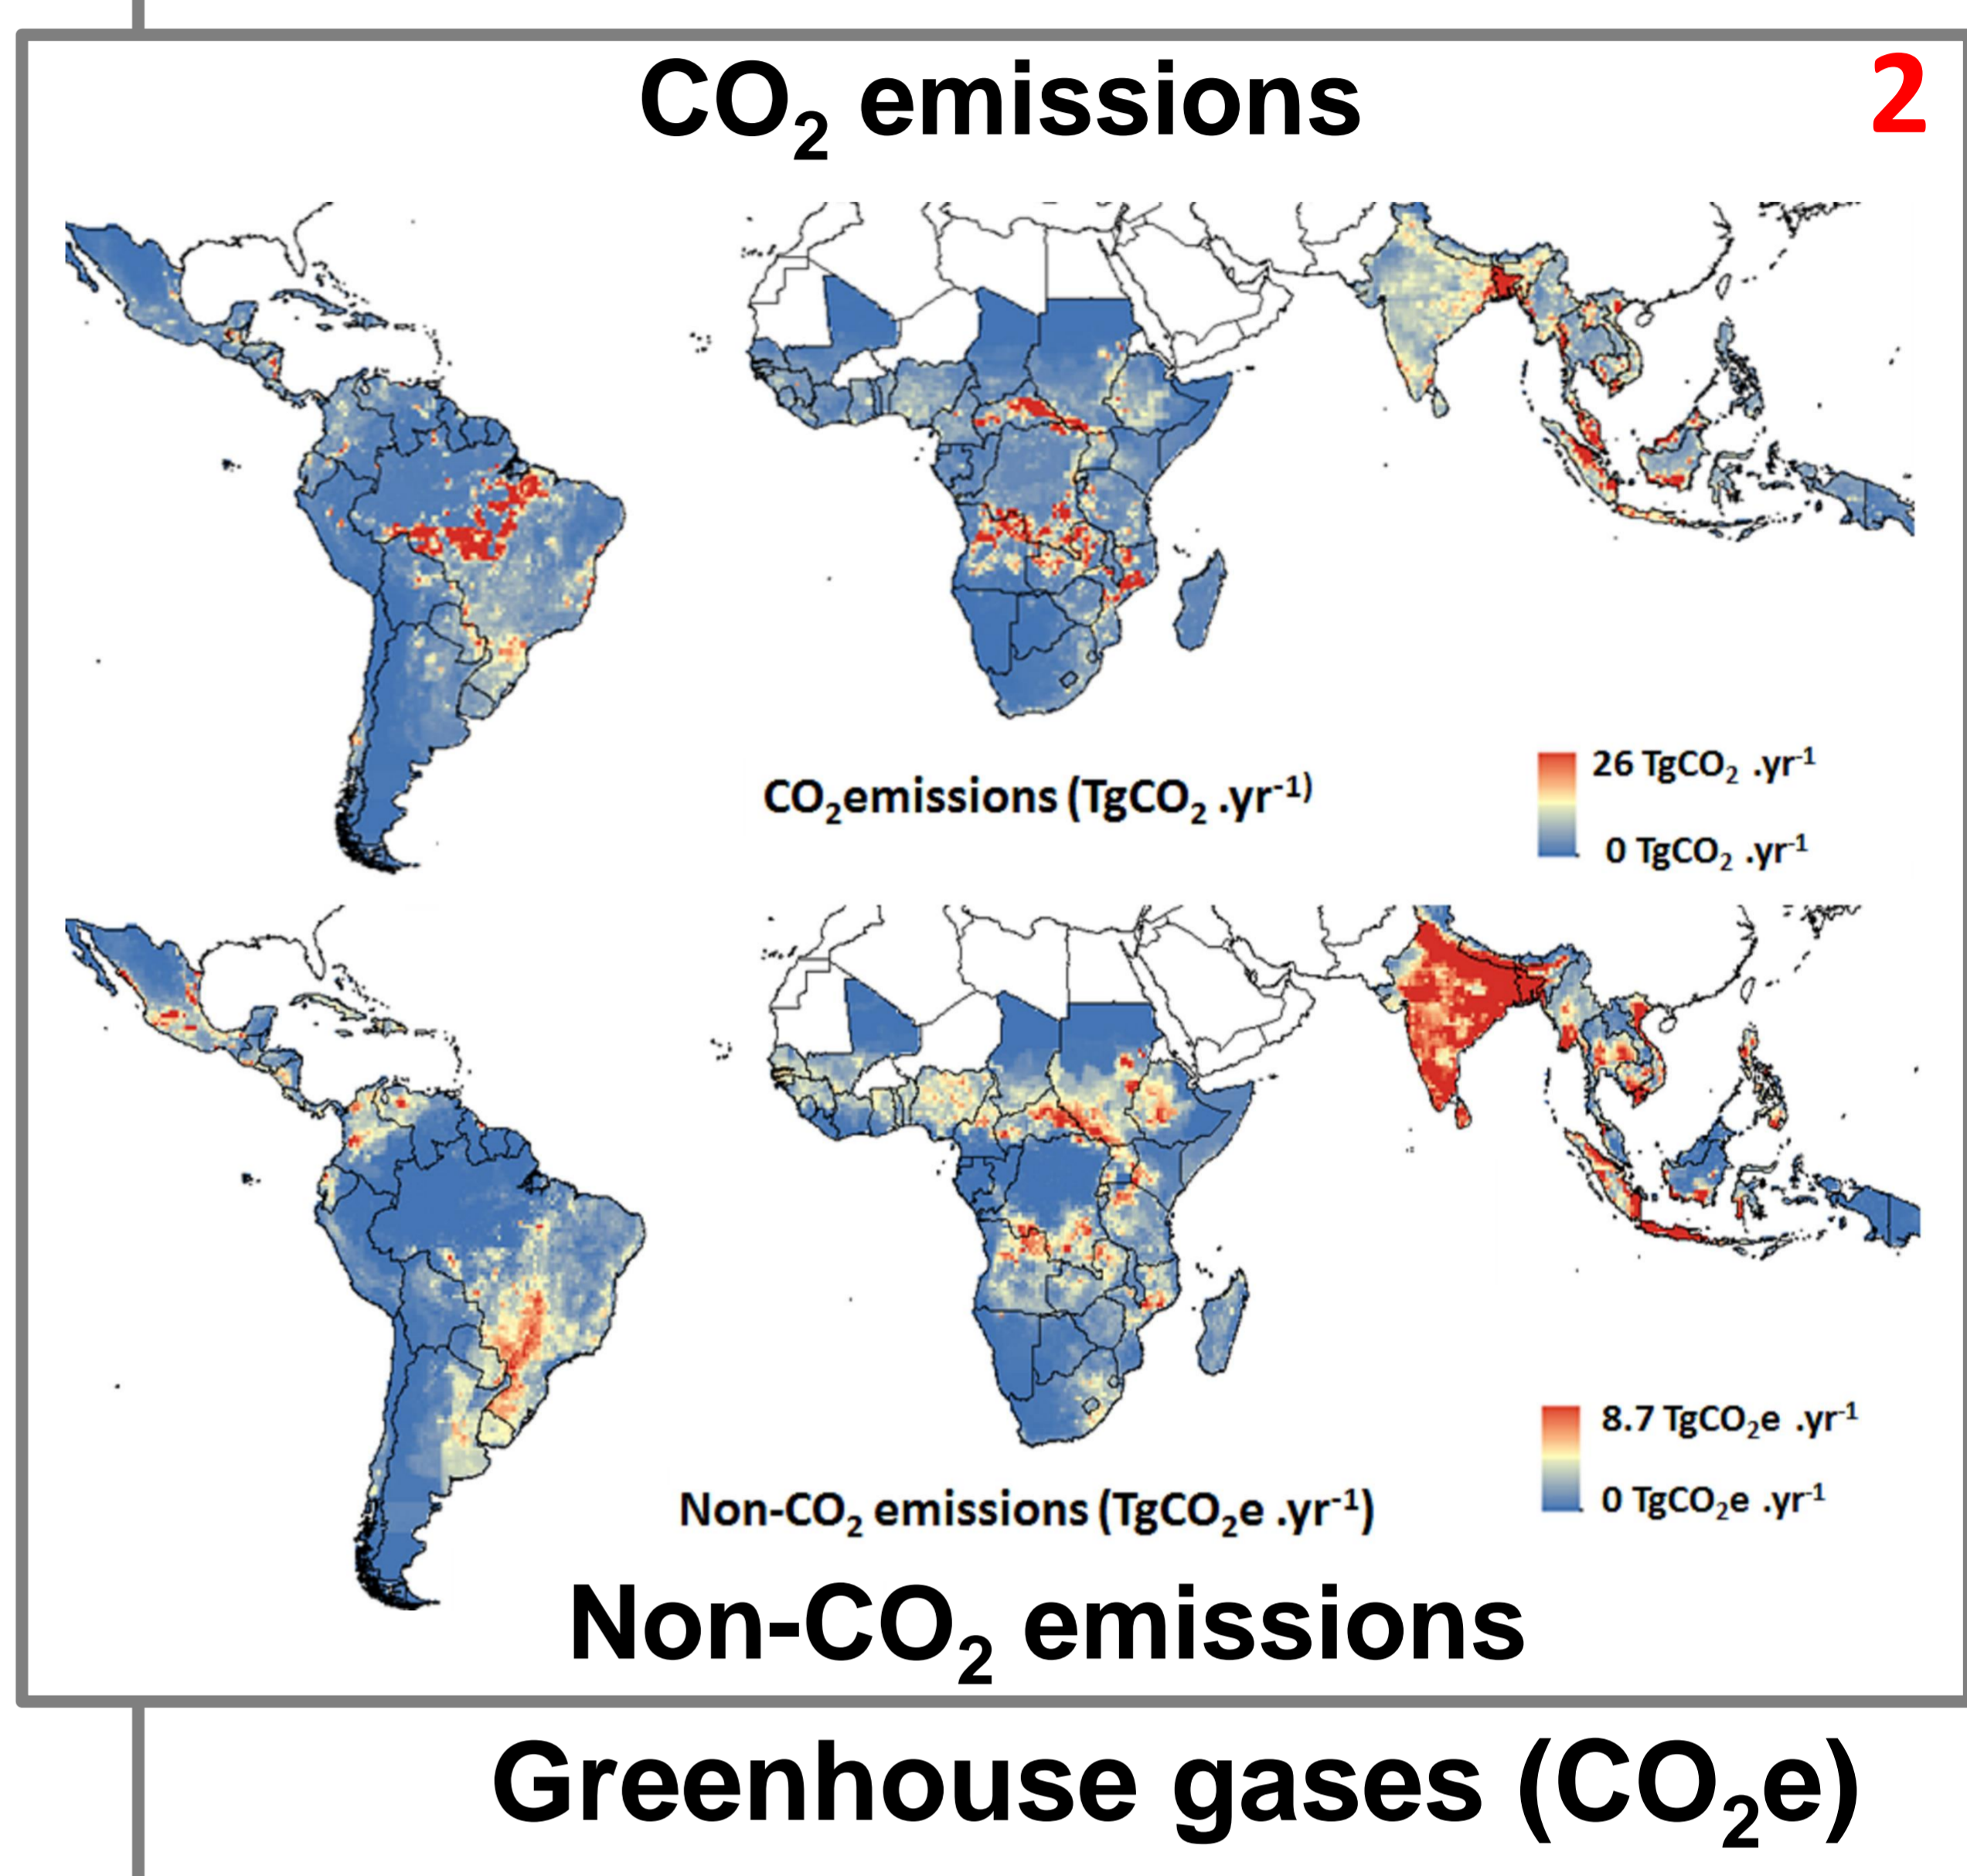 CO₂ emissions
2
CO₂emissions (TgCO₂ .yr⁻¹⁾
26 TgCO₂ .yr⁻¹
0 TgCO₂ .yr⁻¹
8.7 TgCO₂e .yr⁻¹
0 TgCO₂e .yr⁻¹
Non-CO₂ emissions (TgCO₂e .yr⁻¹)
Non-CO₂ emissions
Greenhouse gases (CO₂e)